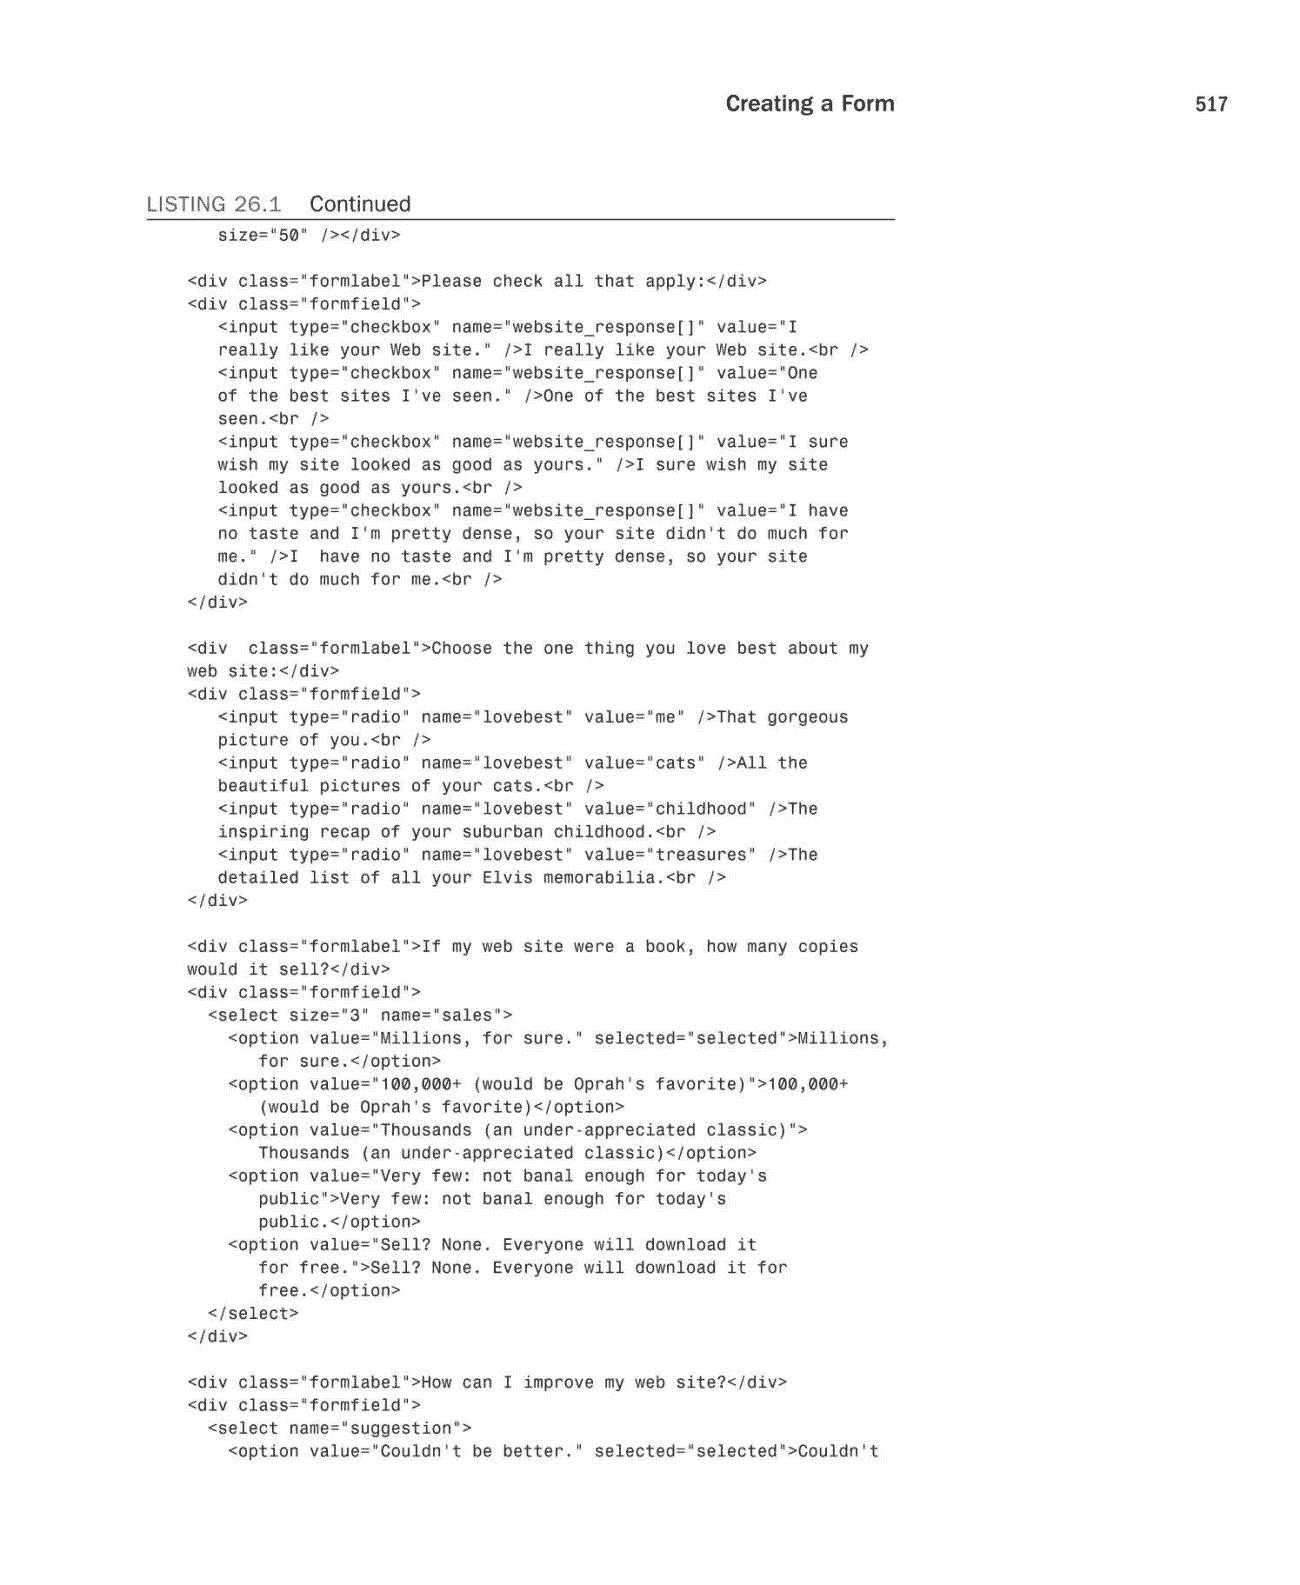 Creating a Form 517
LISTING 26.1 Continued
size="50" /></div>
<div class="formlabel">Please check all that apply:</div>
<div class="formfield">
<input type="checkbox" name="website_response[]" value="I
really like your Web site." />I really like your Web site.<br />
<input type="checkbox" name="website_response[]" value="One
of the best sites I've seen." />One of the best sites I've
seen.<br />
<input type="checkbox" name="website_response[]" value="I sure
wish my site looked as good as yours." />I sure wish my site
looked as good as yours.<br />
<input type="checkbox" name="website_response[]" value="I have
no taste and I'm pretty dense, so your site didn't do much for
me." />I  have no taste and I'm pretty dense, so your site
didn't do much for me.<br />
</div>
<div  class="formlabel">Choose the one thing you love best about my
web site:</div>
<div class="formfield">
<input type="radio" name="lovebest" value="me" />That gorgeous
picture of you.<br />
<input type="radio" name="lovebest" value="cats" />All the
beautiful pictures of your cats.<br />
<input type="radio" name="lovebest" value="childhood" />The
inspiring recap of your suburban childhood.<br />
<input type="radio" name="lovebest" value="treasures" />The
detailed list of all your Elvis memorabilia.<br />
</div>
<div class="formlabel">If my web site were a book, how many copies
would it sell?</div>
<div class="formfield">
<select size="3" name="sales">
<option value="Millions, for sure." selected="selected">Millions,
for sure.</option>
<option value="100,000+ (would be Oprah's favorite)">100,000+
(would be Oprah's favorite)</option>
<option value="Thousands (an under-appreciated classic)">
Thousands (an under-appreciated classic)</option>
<option value="Very few: not banal enough for today's
public">Very few: not banal enough for today's
public.</option>
<option value="Sell? None. Everyone will download it
for free.">Sell? None. Everyone will download it for
free.</option>
</select>
</div>
<div class="formlabel">How can I improve my web site?</div>
<div class="formfield">
<select name="suggestion">
<option value="Couldn't be better." selected="selected">Couldn't